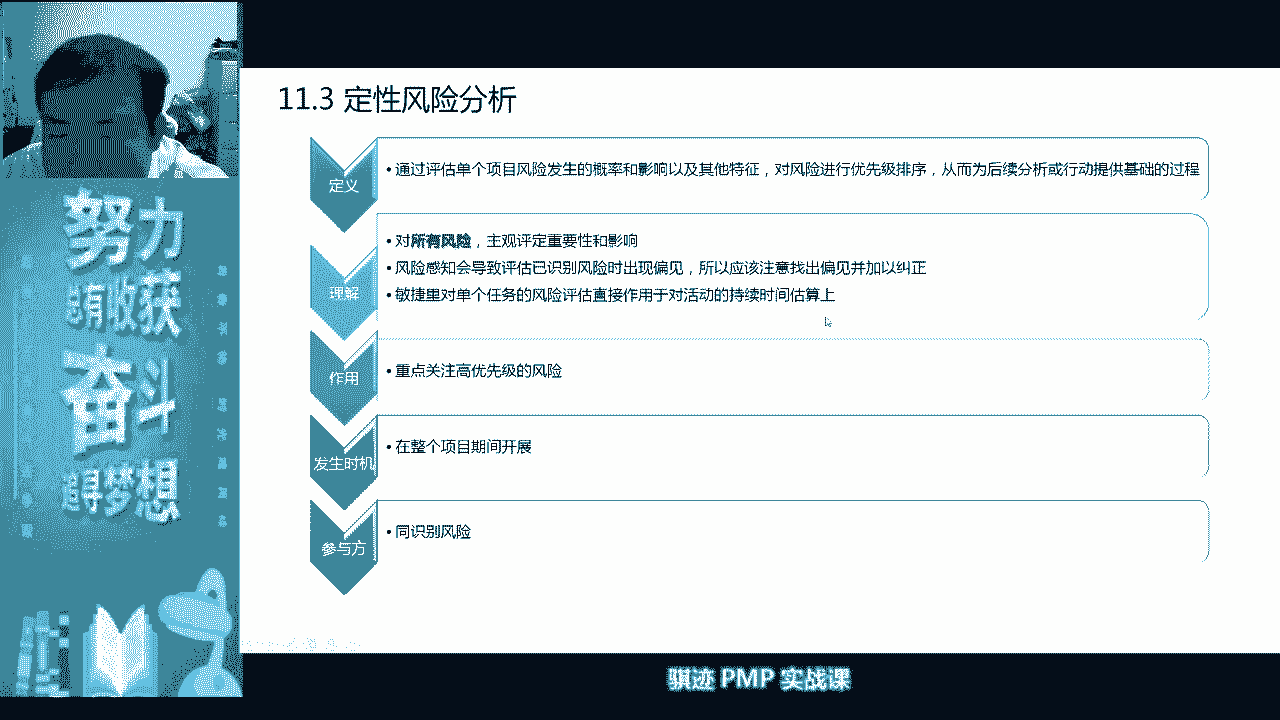 11.3 定性风险分析
定义
• 通过评估单个项目风险发生的概率和影响以及其他特征，对风险进行优先级排序，从而为后续分析或行动提供基础的过程
理解
• 对所有风险，主观评定重要性和影响
• 风险感知会导致评估已识别风险时出现偏见，所以应该注意找出偏见并加以纠正
• 敏捷里对单个任务的风险评估直接作用于对活动的持续时间估算上
作用
• 重点关注高优先级的风险
发生时机
• 在整个项目期间开展
参与方
• 同识别风险
努力
总有收获
奋斗
追寻梦想
骐迹 PMP 实战课